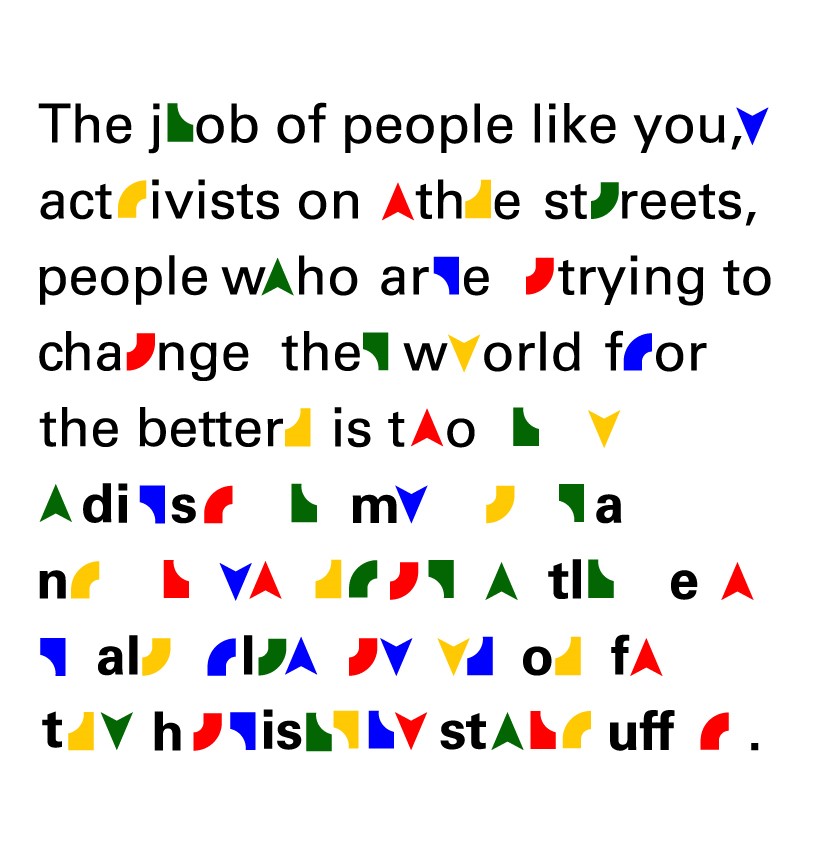 The job of people like you,
activists on the streets,
people who are trying to
change the world for
the better is to
dis m a
n tl e
al l of
t h is st uff .